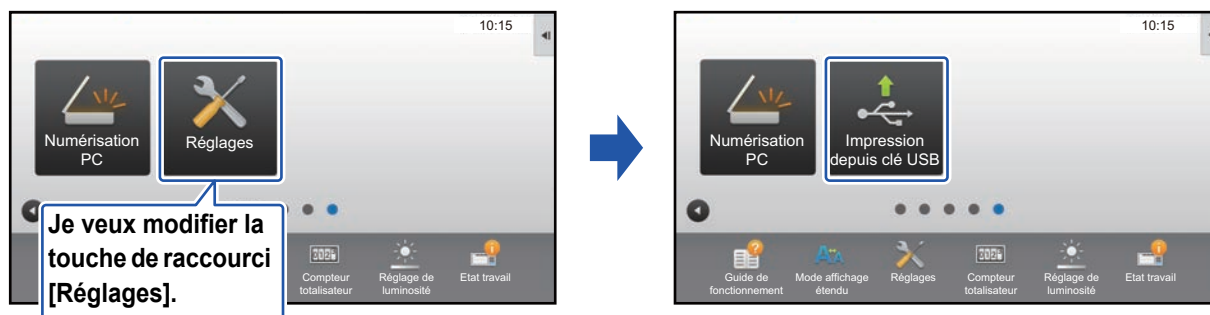 10:15
Numérisation
PC
Réglages
Je veux modifier la
touche de raccourci
[Réglages].
Compteur
totalisateur
Réglage de
luminosité
Etat travail
10:15
Numérisation
PC
Impression
depuis clé USB
Guide de
fonctionnement
Mode affichage
étendu
Réglages
Compteur
totalisateur
Réglage de
luminosité
Etat travail